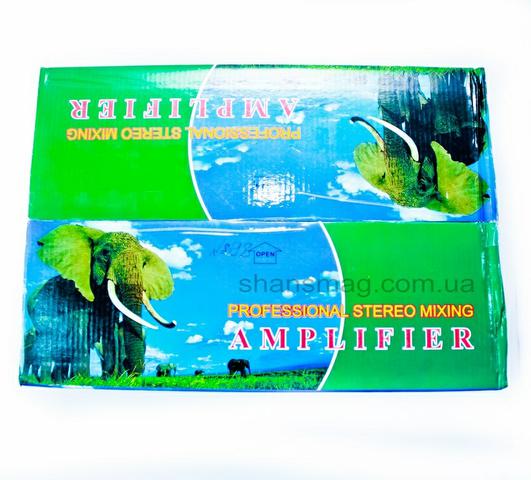 AMPLIFIER
PROFESSIONAL STEREO MIXING
OPEN
shansmag.com.ua
PROFESSIONAL STEREO MIXING
AMPLIFIER